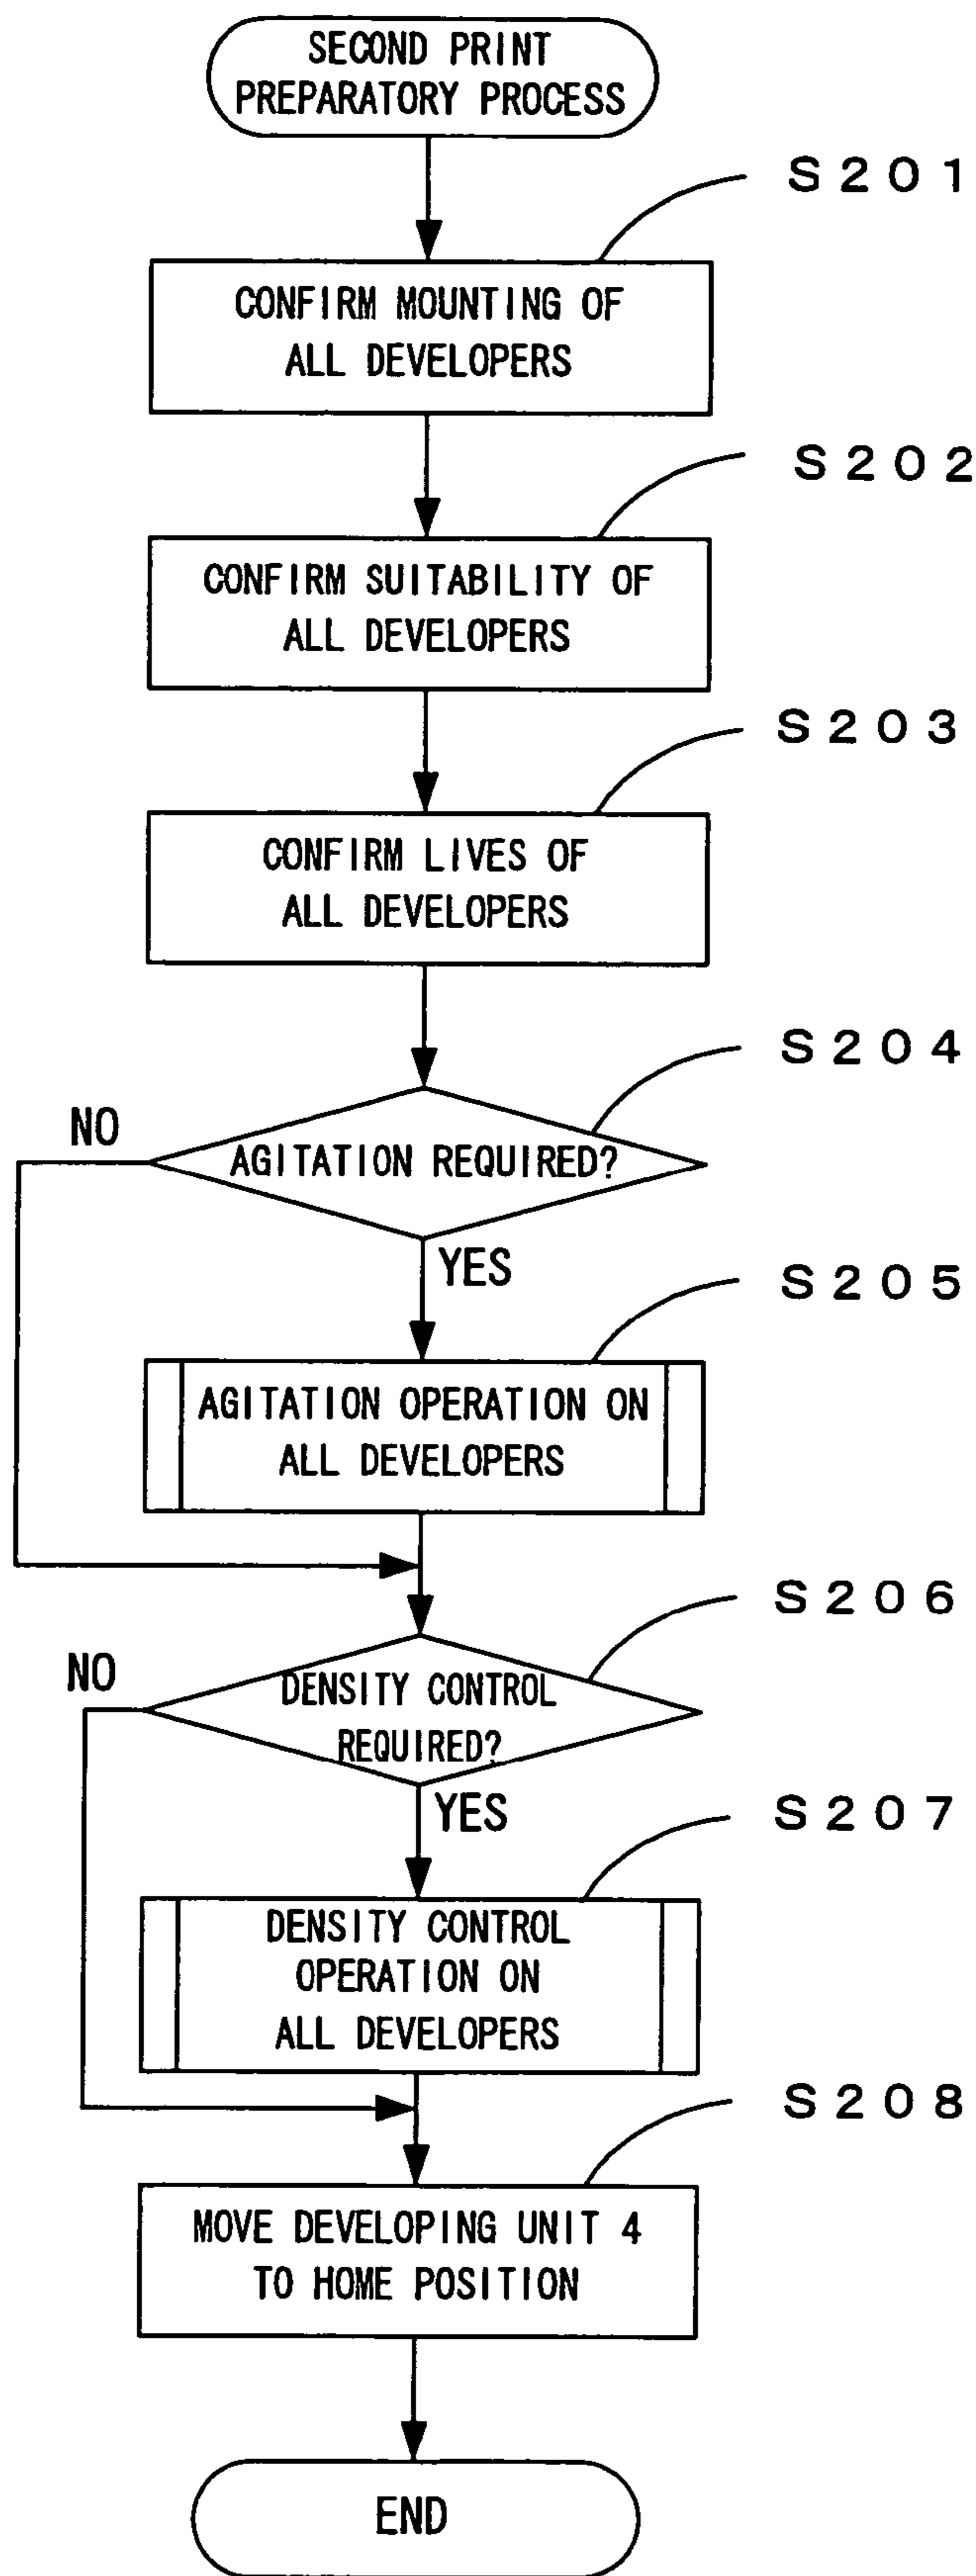 SECOND PRINT
PREPARATORY PROCESS
S201
CONFIRM MOUNTING OF
ALL DEVELOPERS
S202
CONFIRM SUITABILITY OF
ALL DEVELOPERS
S203
CONFIRM LIVES OF
ALL DEVELOPERS
S204
NO
AGITATION REQUIRED?
YES
S205
AGITATION OPERATION ON
ALL DEVELOPERS
S206
NO
DENSITY CONTROL
REQUIRED?
YES
S207
DENSITY CONTROL
OPERATION ON
ALL DEVELOPERS
S208
MOVE DEVELOPING UNIT 4
TO HOME POSITION
END